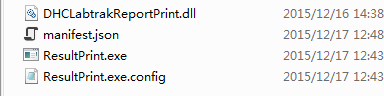 DHCLabtrakReportPrint.dll 2015/12/16 14:38
manifest.json 2015/12/17 12:48
ResultPrint.exe 2015/12/17 12:43
ResultPrint.exe.config 2015/12/17 12:43